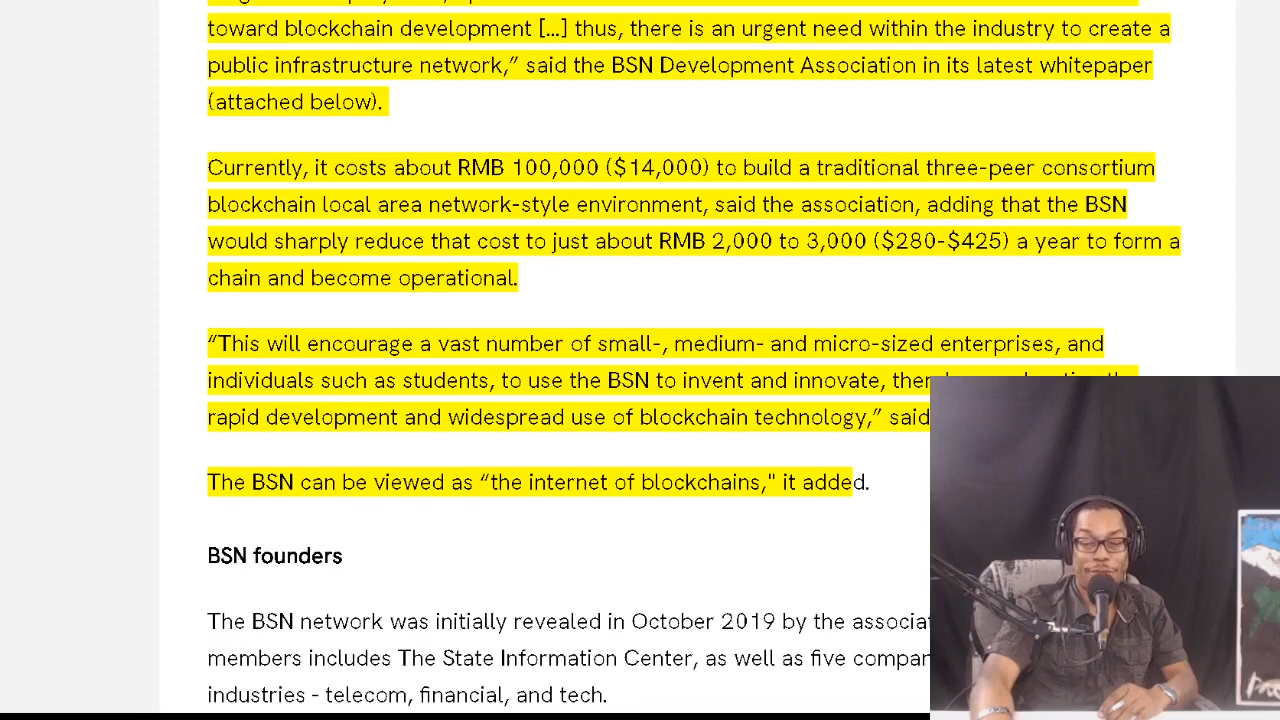 toward blockchain development [...] thus, there is an urgent need within the industry to create a
public infrastructure network,” said the BSN Development Association in its latest whitepaper
(attached below).
Currently, it costs about RMB 100,000 ($14,000) to build a traditional three-peer consortium
blockchain local area network-style environment, said the association, adding that the BSN
would sharply reduce that cost to just about RMB 2,000 to 3,000 ($280-$425) a year to form a
chain and become operational.
“This will encourage a vast number of small-, medium- and micro-sized enterprises, and
individuals such as students, to use the BSN to invent and innovate,
rapid development and widespread use of blockchain technology,” said
The BSN can be viewed as “the internet of blockchains," it added.
BSN founders
The BSN network was initially revealed in October 2019 by the
members includes The State Information Center, as well as five
industries - telecom, financial, and tech.